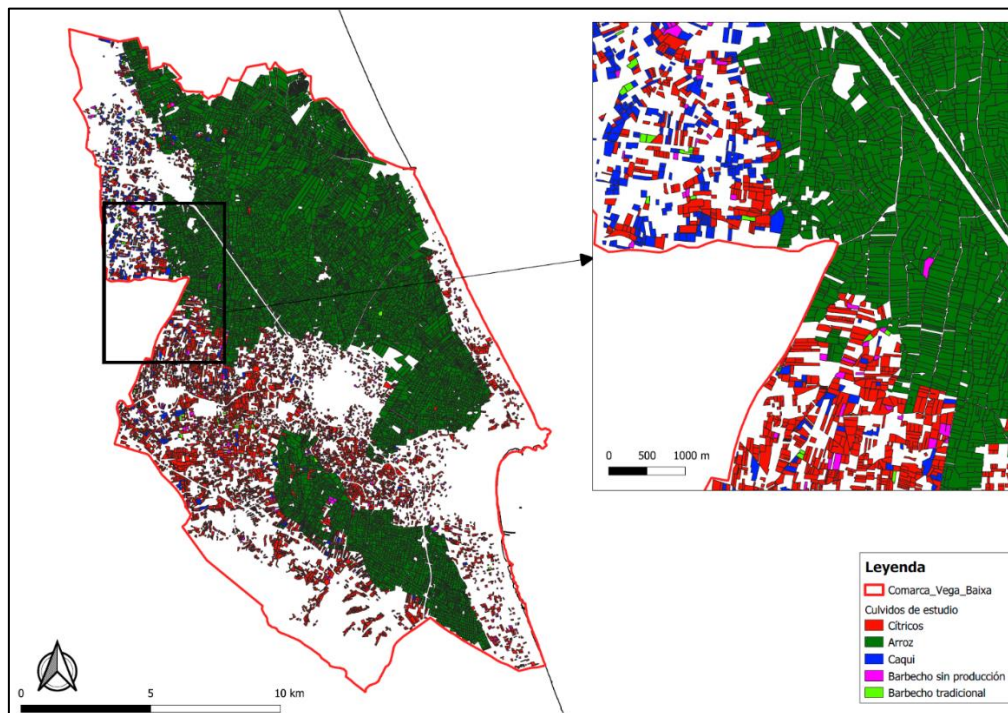 0 500 1000 m
Leyenda
Comarca_Vega_Baixa
Culvidos de estudio
Cítricos
Arroz
Caqui
Barbecho sin producción
Barbecho tradicional
0 5 10 km